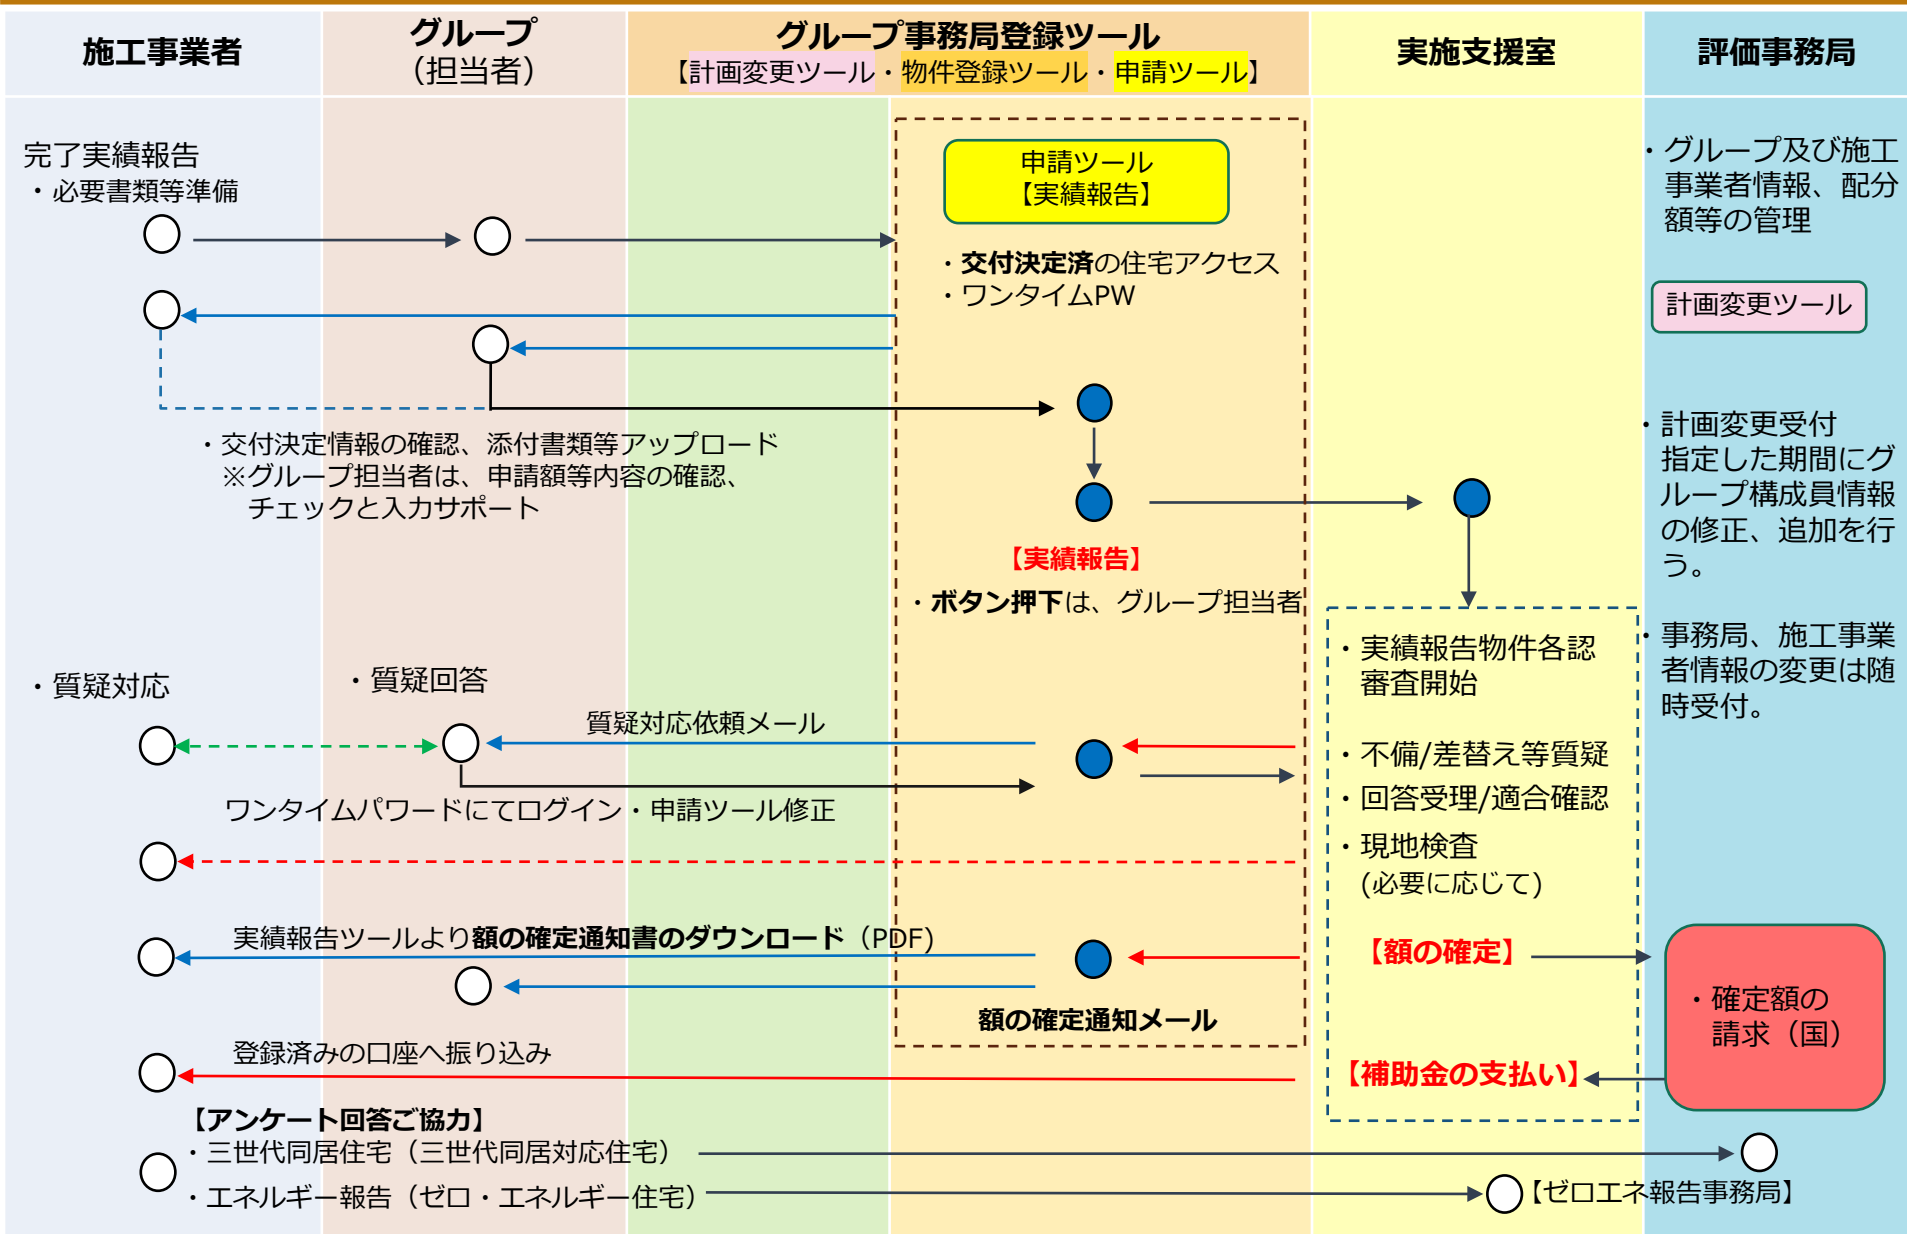 施工事業者
グループ
（担当者）
グループ事務局登録ツール
【計画変更ツール・物件登録ツール・申請ツール】
実施支援室
評価事務局
完了実績報告
・必要書類等準備
申請ツール
【実績報告】
・交付決定済の住宅アクセス
・ワンタイムPW
・グループ及び施工
事業者情報、配分
額等の管理
計画変更ツール
・交付決定情報の確認、添付書類等アップロード
※グループ担当者は、申請額等内容の確認、
チェックと入力サポート
【実績報告】
・ボタン押下は、グループ担当者
・計画変更受付
指定した期間にグ
ループ構成員情報
の修正、追加を行
う。
・事務局、施工事業
者情報の変更は随
時受付。
・質疑対応
・質疑回答
質疑対応依頼メール
ワンタイムパワードにてログイン・申請ツール修正
・実績報告物件各認
審査開始
・不備/差替え等質疑
・回答受理/適合確認
・現地検査
(必要に応じて)
実績報告ツールより額の確定通知書のダウンロード（PDF)
額の確定通知メール
【額の確定】
・確定額の
請求（国）
登録済みの口座へ振り込み
【補助金の支払い】
【アンケート回答ご協力】
・三世代同居住宅（三世代同居対応住宅）
・エネルギー報告（ゼロ・エネルギー住宅）
【ゼロエネ報告事務局】